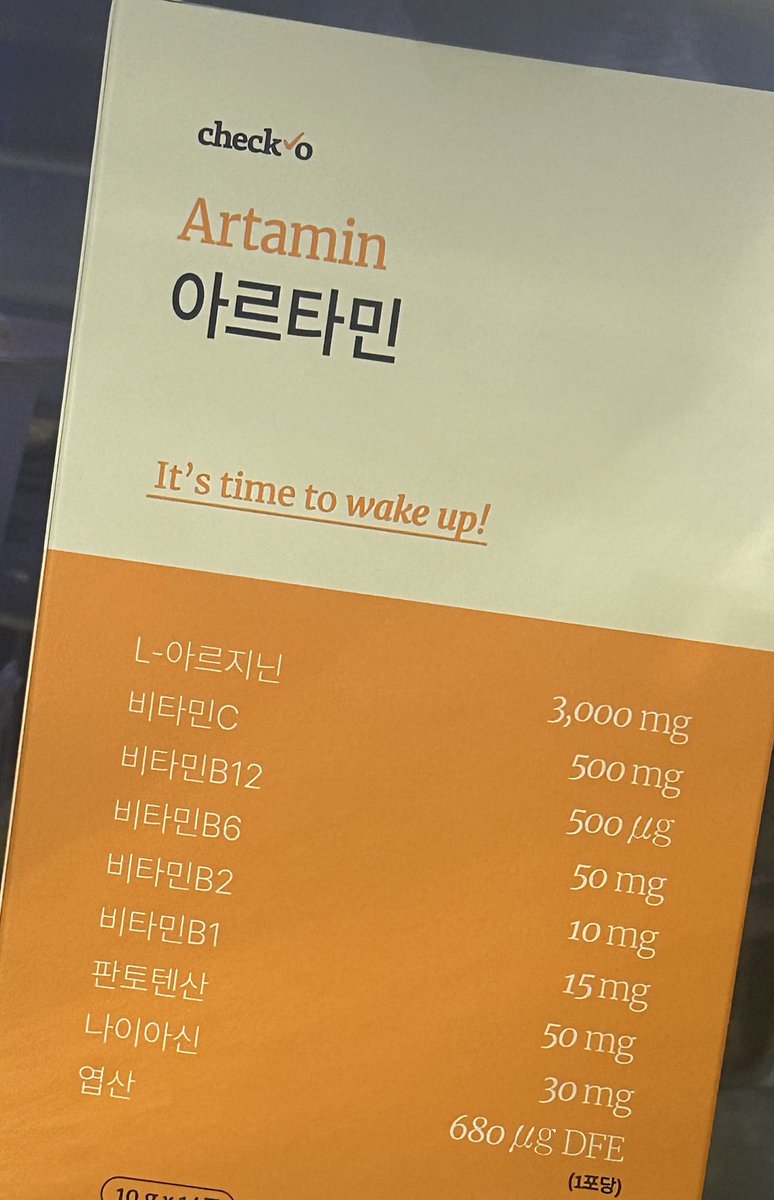 check✓o
Artamin
아르타민
It's time to wake up!
L-아르지닌 3,000 mg
비타민C 500 mg
비타민B12 500 µg
비타민B6 50 mg
비타민B2 10 mg
비타민B1 15 mg
판토텐산 50 mg
나이아신 30 mg
엽산 680 µg DFE
(1포당)
10 g x